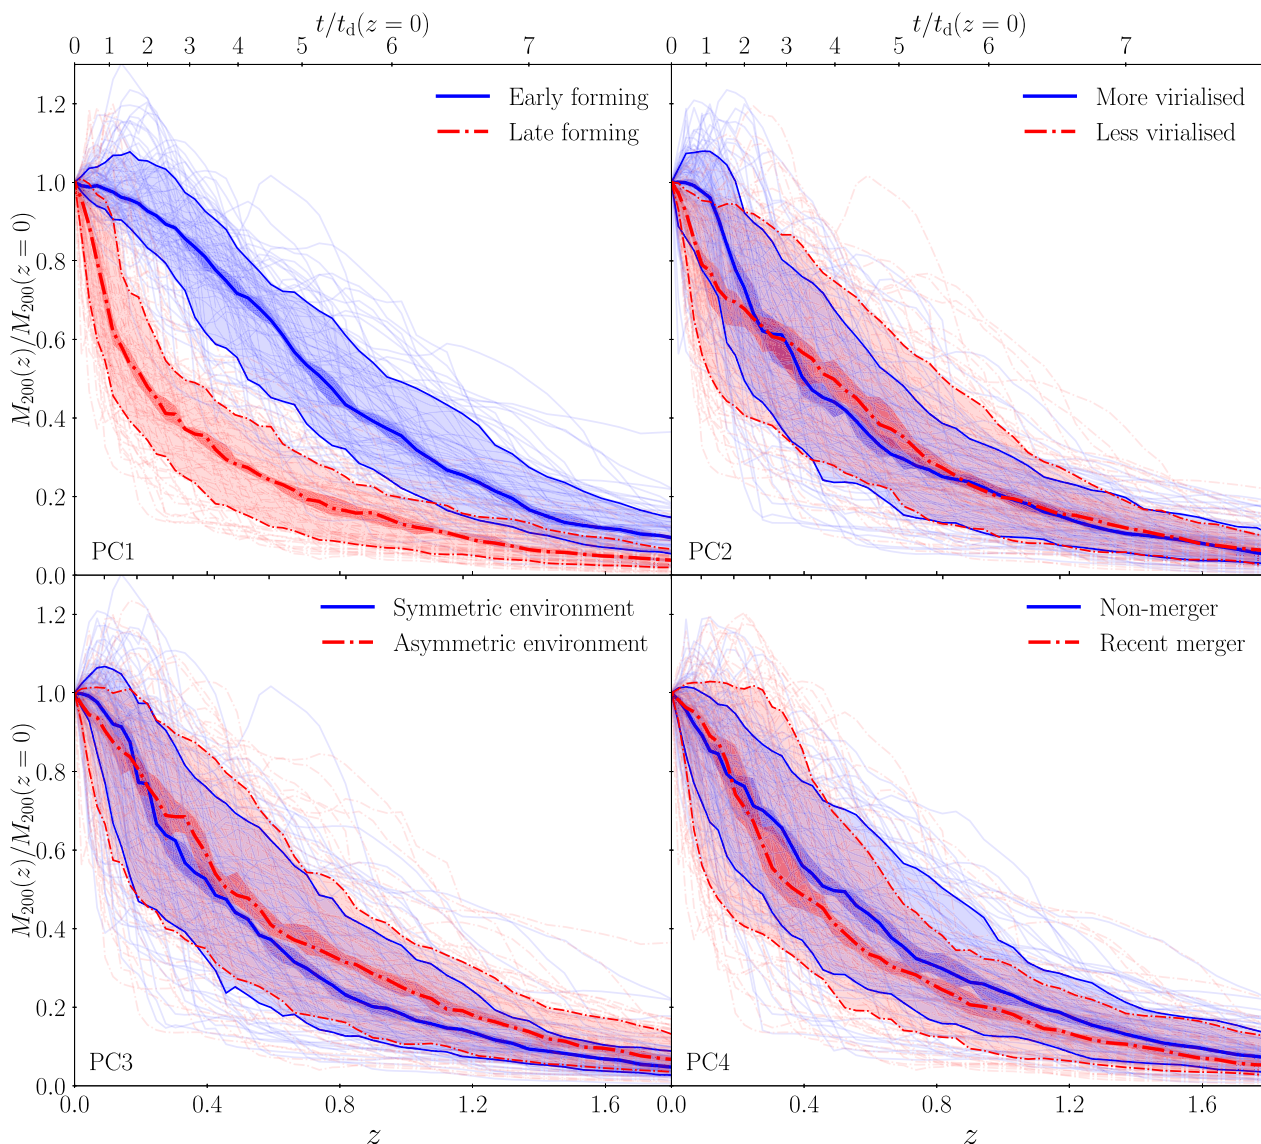 t/t_d(z = 0)
t/t_d(z = 0)
0 1 2 3 4 5 6 7
0 1 2 3 4 5 6 7
M_200(z)/M_200(z = 0)
1.2
1.0
0.8
0.6
0.4
0.2
0.0
Early forming
Late forming
PC1
More virialised
Less virialised
PC2
M_200(z)/M_200(z = 0)
1.2
1.0
0.8
0.6
0.4
0.2
0.0
Symmetric environment
Asymmetric environment
PC3
Non-merger
Recent merger
PC4
0.0 0.4 0.8 1.2 1.6
0.0 0.4 0.8 1.2 1.6
z
z